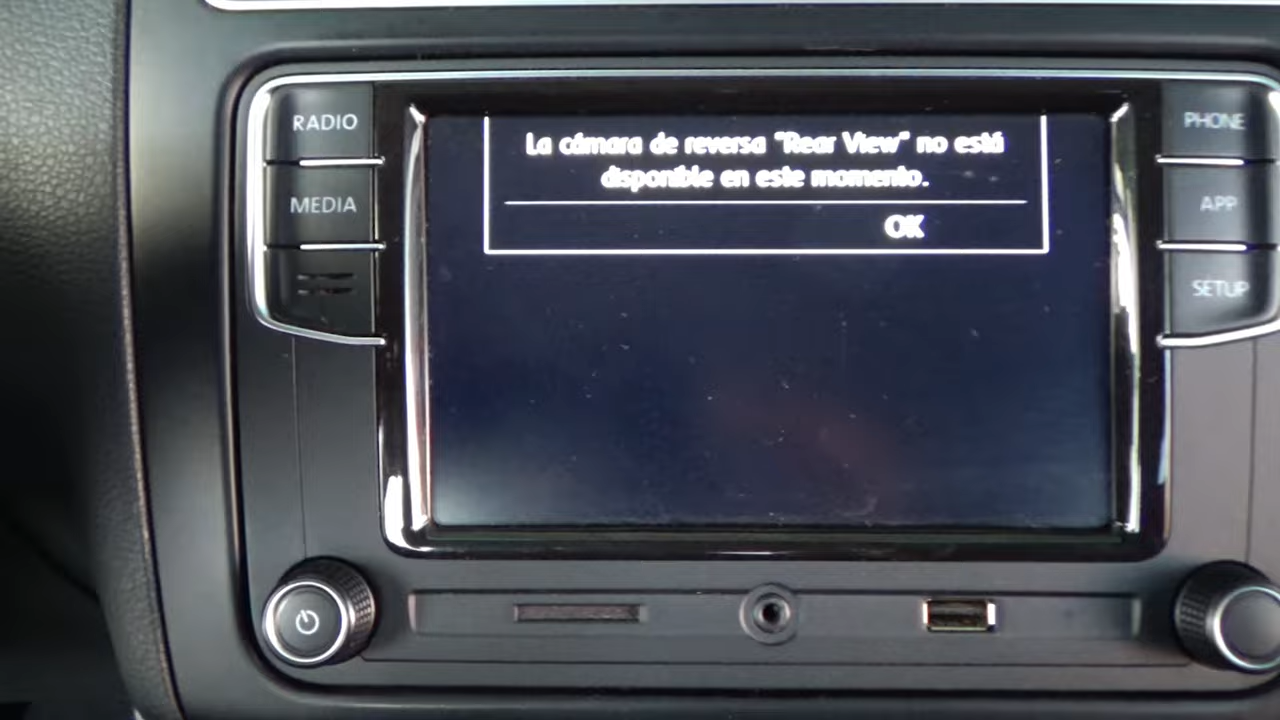 RADIO
MEDIA
La cámara de reversa "Rear View" no está
disponible en este momento.
OK
PHONE
APP
SETUP